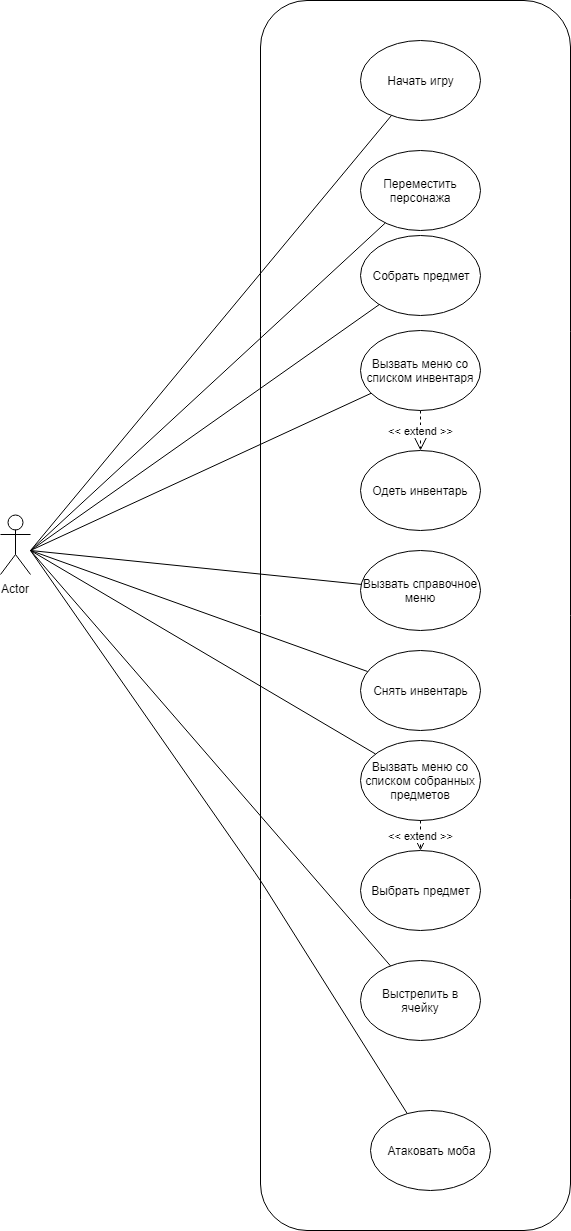 Начать игру
Переместить
персонажа
Собрать предмет
Вызвать меню со
списком инвентаря
<< extend >>
Одеть инвентарь
Actor
Вызвать справочное
меню
Снять инвентарь
Вызвать меню со
списком собранных
предметов
<< extend >>
Выбрать предмет
Выстрелить в
ячейку
Атаковать моба